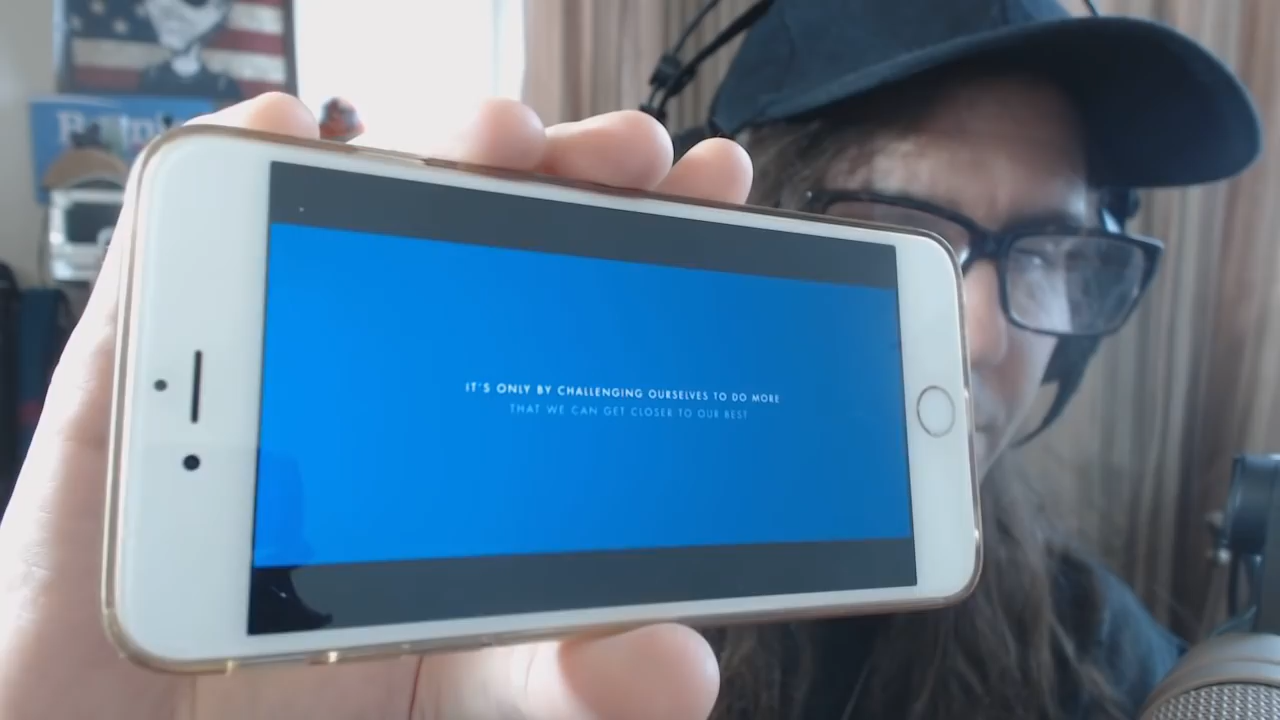 IT'S ONLY BY CHALLENGING OURSELVES TO DO MORE
THAT WE CAN GET CLOSER TO OUR BEST